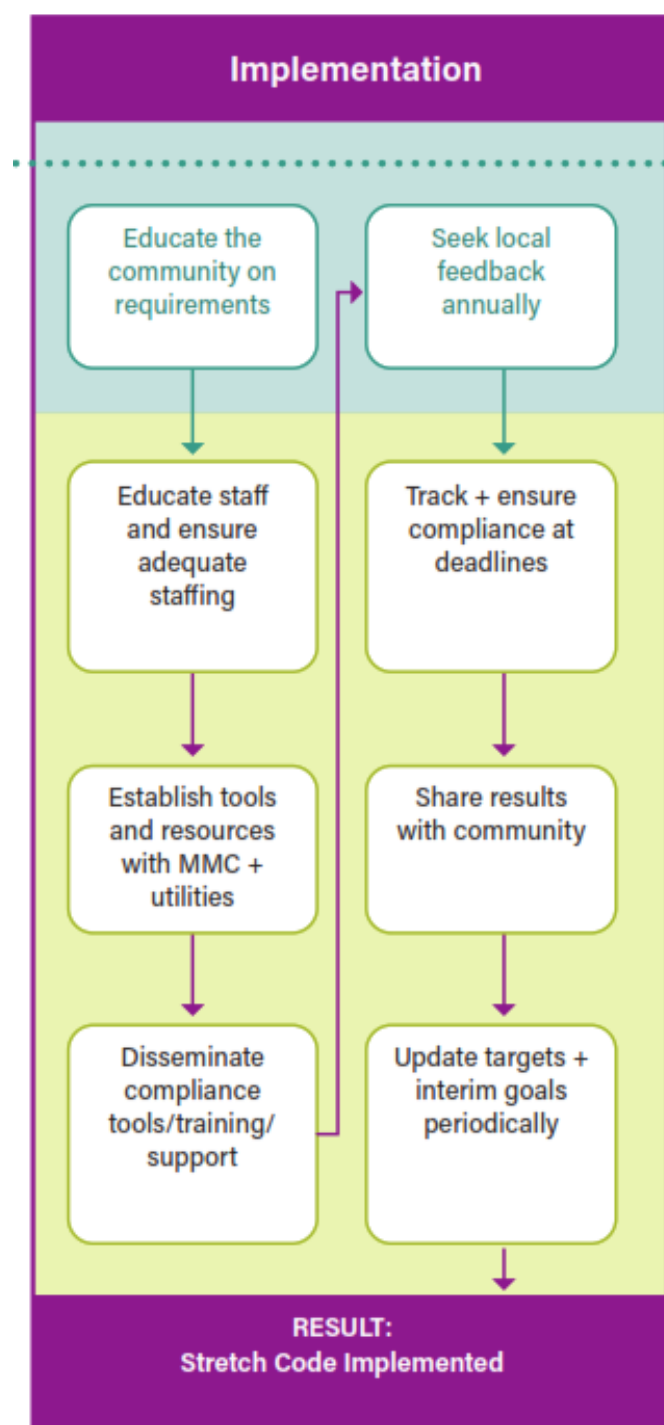 Implementation
Educate the
community on
requirements
Educate staff
and ensure
adequate
staffing
Establish tools
and resources
with MMC +
utilities
Disseminate
compliance
tools/training/
support
Seek local
feedback
annually
Track + ensure
compliance at
deadlines
Share results
with community
Update targets +
interim goals
periodically
RESULT:
Stretch Code Implemented